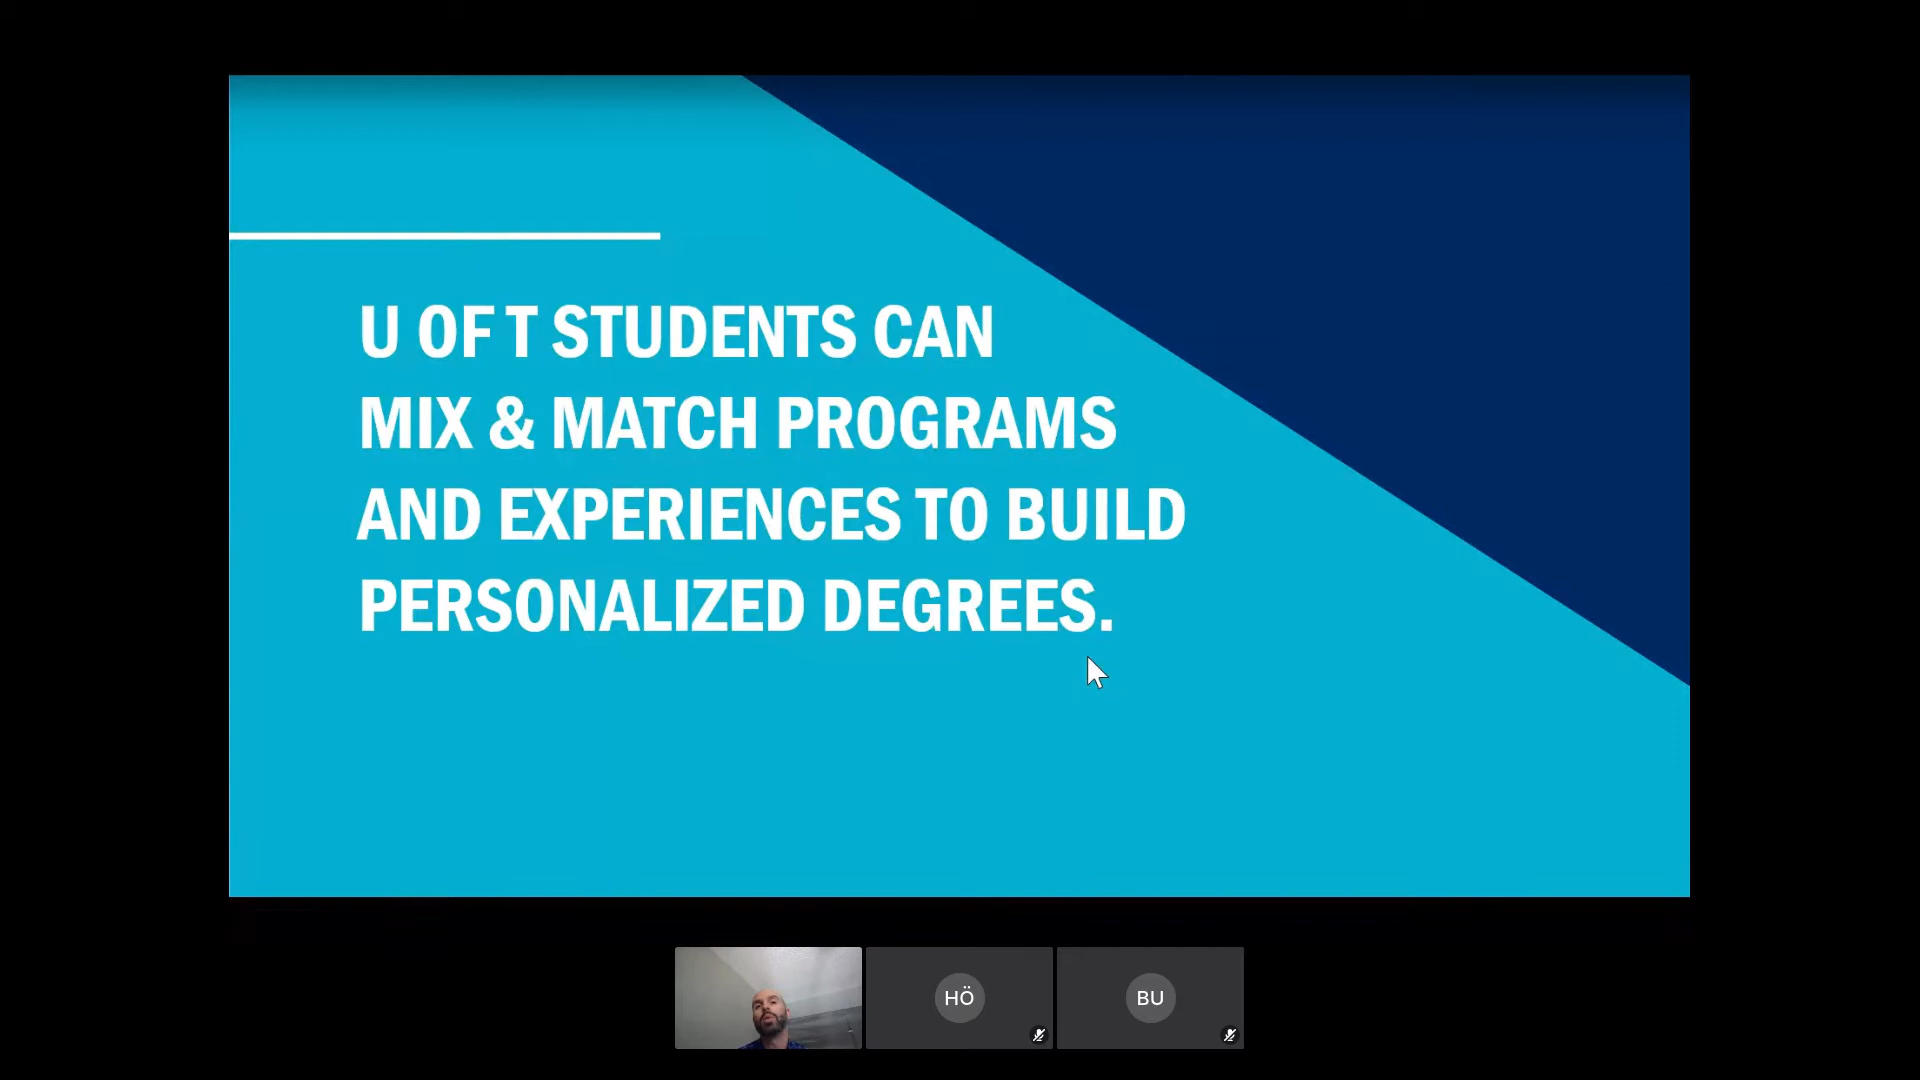 U OF T STUDENTS CAN
MIX & MATCH PROGRAMS
AND EXPERIENCES TO BUILD
PERSONALIZED DEGREES.
HÖ
BU